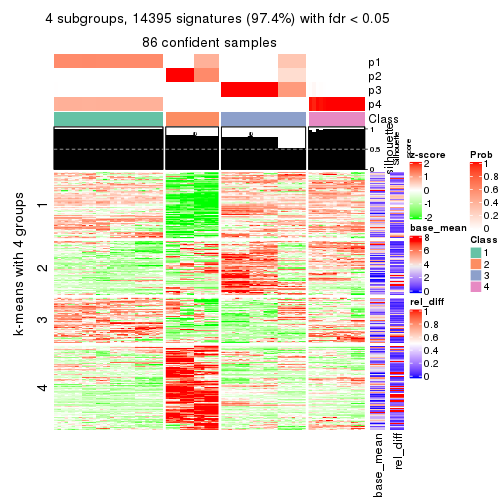 4 subgroups, 14395 signatures (97.4%) with fdr < 0.05
86 confident samples
p1
p2
p3
p4
Class
1
0.5
0
silhouette
Silhouette
score
k-means with 4 groups
1
2
3
4
base_mean
rel_diff
z-score
2
1
0
-1
-2
base_mean
8
6
4
2
0
rel_diff
1
0.8
0.6
0.4
0.2
0
Prob
1
0.8
0.6
0.4
0.2
0
Class
1
2
3
4